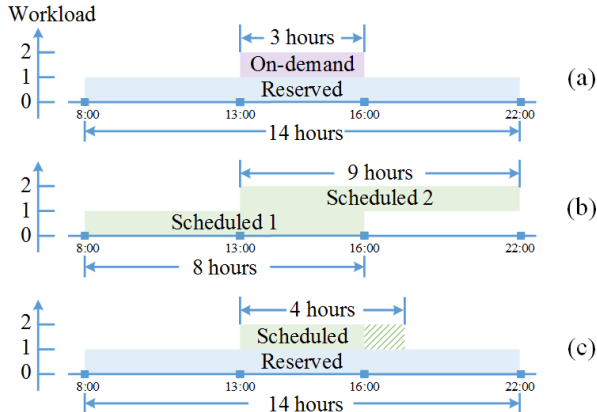 Workload
3 hours
2
On-demand
1
Reserved
0
(a)
8:00 13:00 16:00 22:00
14 hours
9 hours
2
Scheduled 2
1
Scheduled 1
0
(b)
8:00 13:00 16:00 22:00
8 hours
4 hours
2
Scheduled
1
Reserved
0
(c)
8:00 13:00 16:00 22:00
14 hours